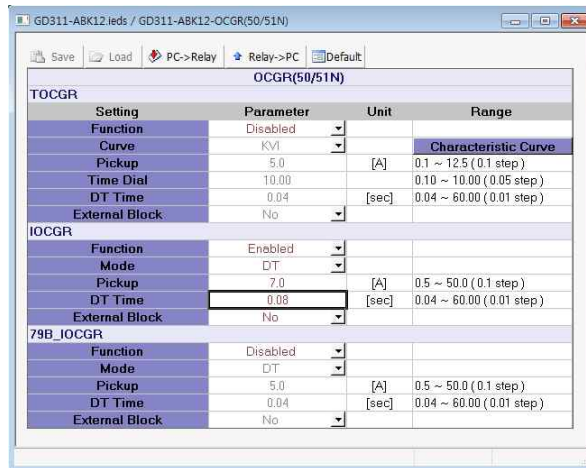 GD311-ABK12.ieds / GD311-ABK12-OCGR(50/51N)
Save Load PC->Relay Relay->PC Default
OCGR(50/51N)
TOCGR
Setting Parameter Unit Range
Function Disabled
Curve KVI Characteristic Curve
Pickup 5.0 [A] 0.1 ~ 12.5 ( 0.1 step )
Time Dial 10.00 0.10 ~ 10.00 ( 0.05 step )
DT Time 0.04 [sec] 0.04 ~ 60.00 ( 0.01 step )
External Block No
IOCGR
Function Enabled
Mode DT
Pickup 7.0 [A] 0.5 ~ 50.0 ( 0.1 step )
DT Time 0.08 [sec] 0.04 ~ 60.00 ( 0.01 step )
External Block No
79B_IOCGR
Function Disabled
Mode DT
Pickup 5.0 [A] 0.5 ~ 50.0 ( 0.1 step )
DT Time 0.04 [sec] 0.04 ~ 60.00 ( 0.01 step )
External Block No